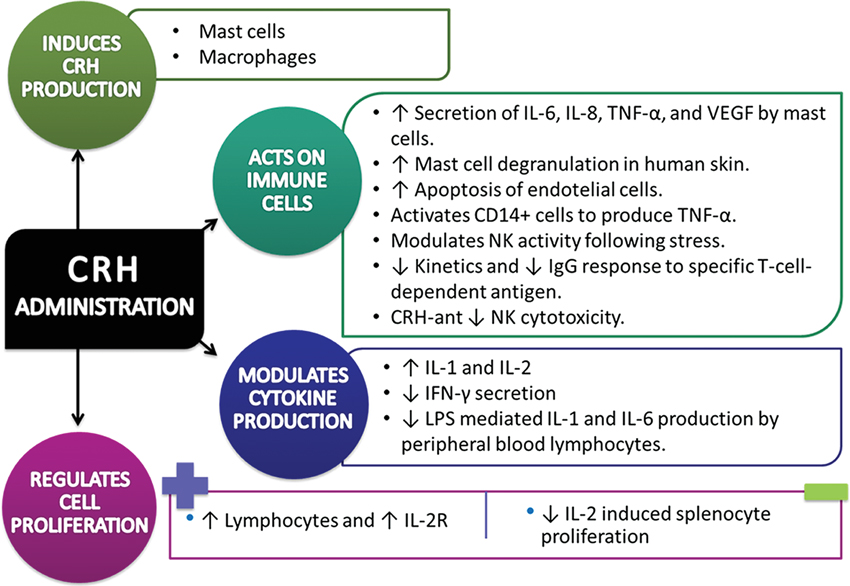 INDUCES
CRH
PRODUCTION
• Mast cells
• Macrophages
ACTS ON
IMMUNE
CELLS
• ↑ Secretion of IL-6, IL-8, TNF-α, and VEGF by mast
cells.
• ↑ Mast cell degranulation in human skin.
• ↑ Apoptosis of endotelial cells.
• Activates CD14+ cells to produce TNF-α.
• Modulates NK activity following stress.
• ↓ Kinetics and ↓ IgG response to specific T-cell-
dependent antigen.
• CRH-ant ↓ NK cytotoxicity.
CRH
ADMINISTRATION
MODULATES
CYTOKINE
PRODUCTION
• ↑ IL-1 and IL-2
• ↓ IFN-γ secretion
• ↓ LPS mediated IL-1 and IL-6 production by
peripheral blood lymphocytes.
REGULATES
CELL
PROLIFERATION
• ↑ Lymphocytes and ↑ IL-2R
• ↓ IL-2 induced splenocyte
proliferation